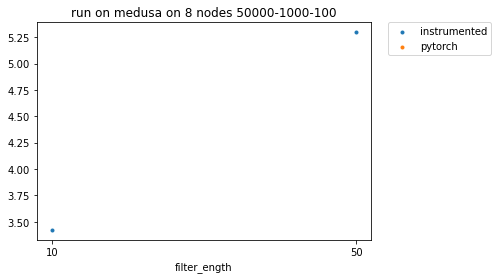 run on medusa on 8 nodes 50000-1000-100
instrumented
pytorch
5.25
5.00
4.75
4.50
4.25
4.00
3.75
3.50
10
50
filter_ength